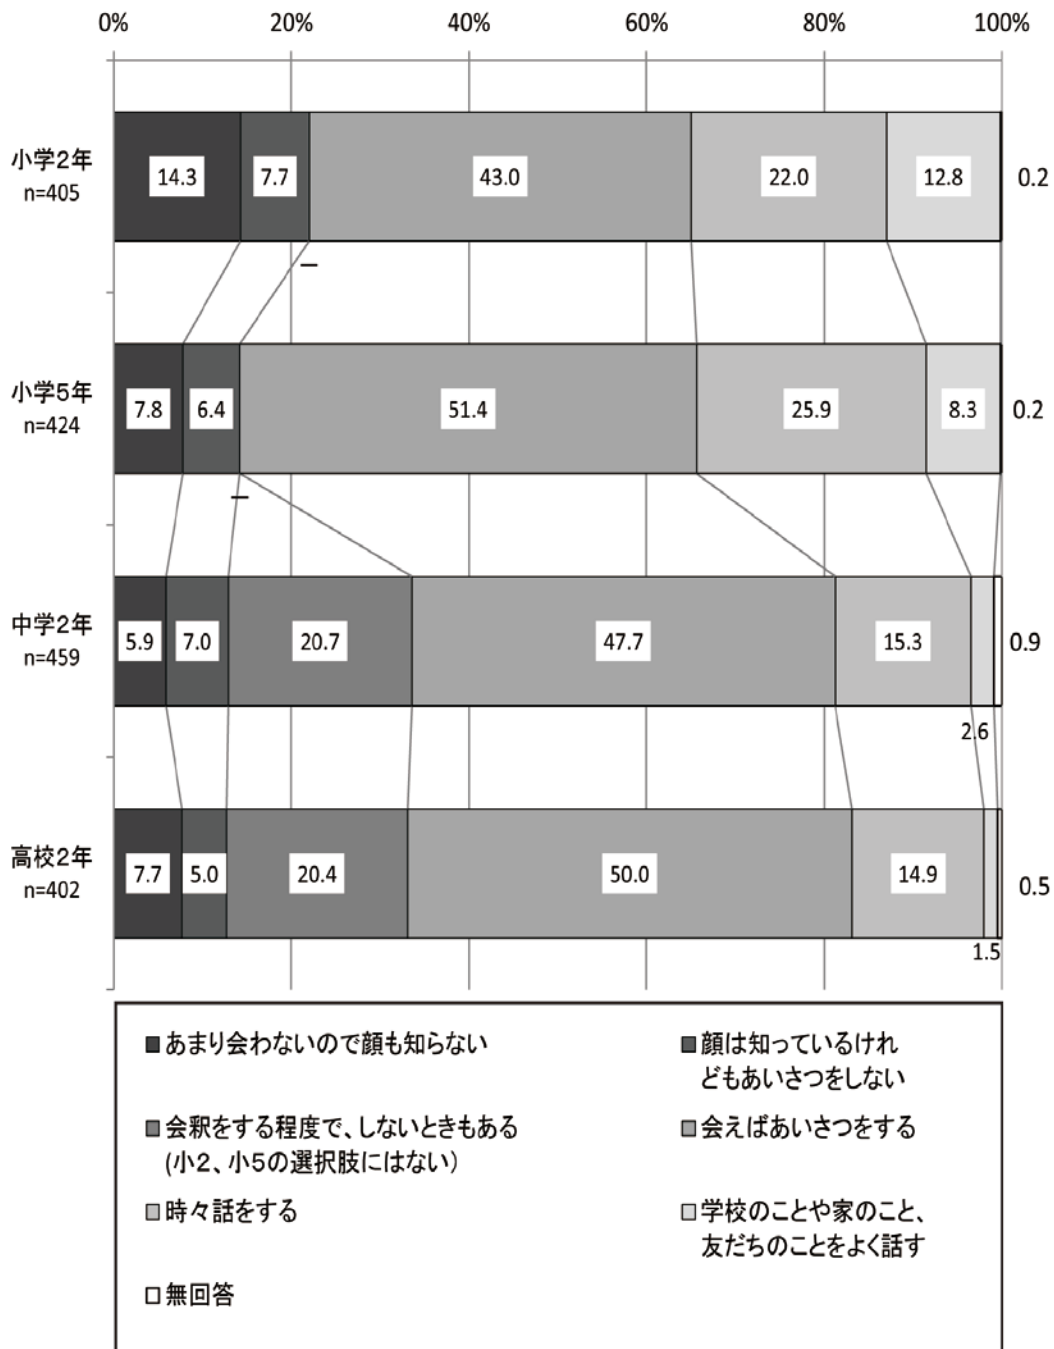 0% 20% 40% 60% 80% 100%
小学2年
n=405
14.3 7.7 43.0 22.0 12.8 0.2
–
小学5年
n=424
7.8 6.4 51.4 25.9 8.3 0.2
–
中学2年
n=459
5.9 7.0 20.7 47.7 15.3 0.9
2.6
高校2年
n=402
7.7 5.0 20.4 50.0 14.9 0.5
1.5
あまり会わないので顔も知らない
顔は知っているけれ
どもあいさつをしない
会釈をする程度で、しないときもある
(小2、小5の選択肢にはない)
会えばあいさつをする
時々話をする
学校のことや家のこと、
友だちのことをよく話す
無回答